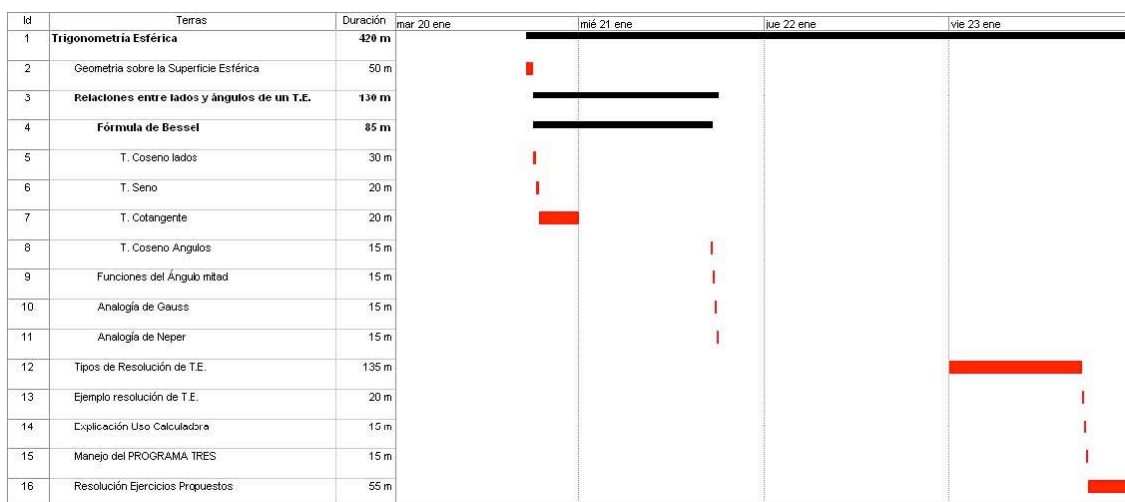 Id Terras Duración mar 20 ene mié 21 ene jue 22 ene vie 23 ene
1 Trigonometría Esférica 420 m
2 Geometria sobre la Superficie Esférica 50 m
3 Relaciones entre lados y ángulos de un T.E. 130 m
4 Fórmula de Bessel 85 m
5 T. Coseno lados 30 m
6 T. Seno 20 m
7 T. Cotangente 20 m
8 T. Coseno Angulos 15 m
9 Funciones del Ángulo mitad 15 m
10 Analogía de Gauss 15 m
11 Analogía de Neper 15 m
12 Tipos de Resolución de T.E. 135 m
13 Ejemplo resolución de T.E. 20 m
14 Explicación Uso Calculadora 15 m
15 Manejo del PROGRAMA TRES 15 m
16 Resolución Ejercicios Propuestos 55 m